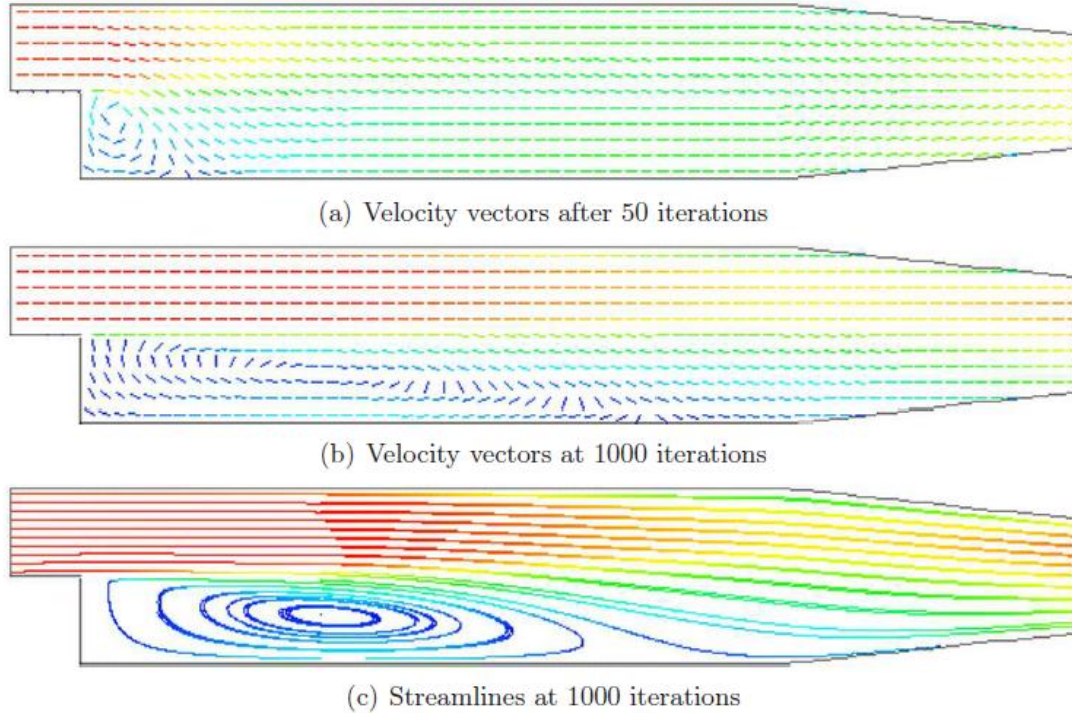 (a) Velocity vectors after 50 iterations
(b) Velocity vectors at 1000 iterations
(c) Streamlines at 1000 iterations